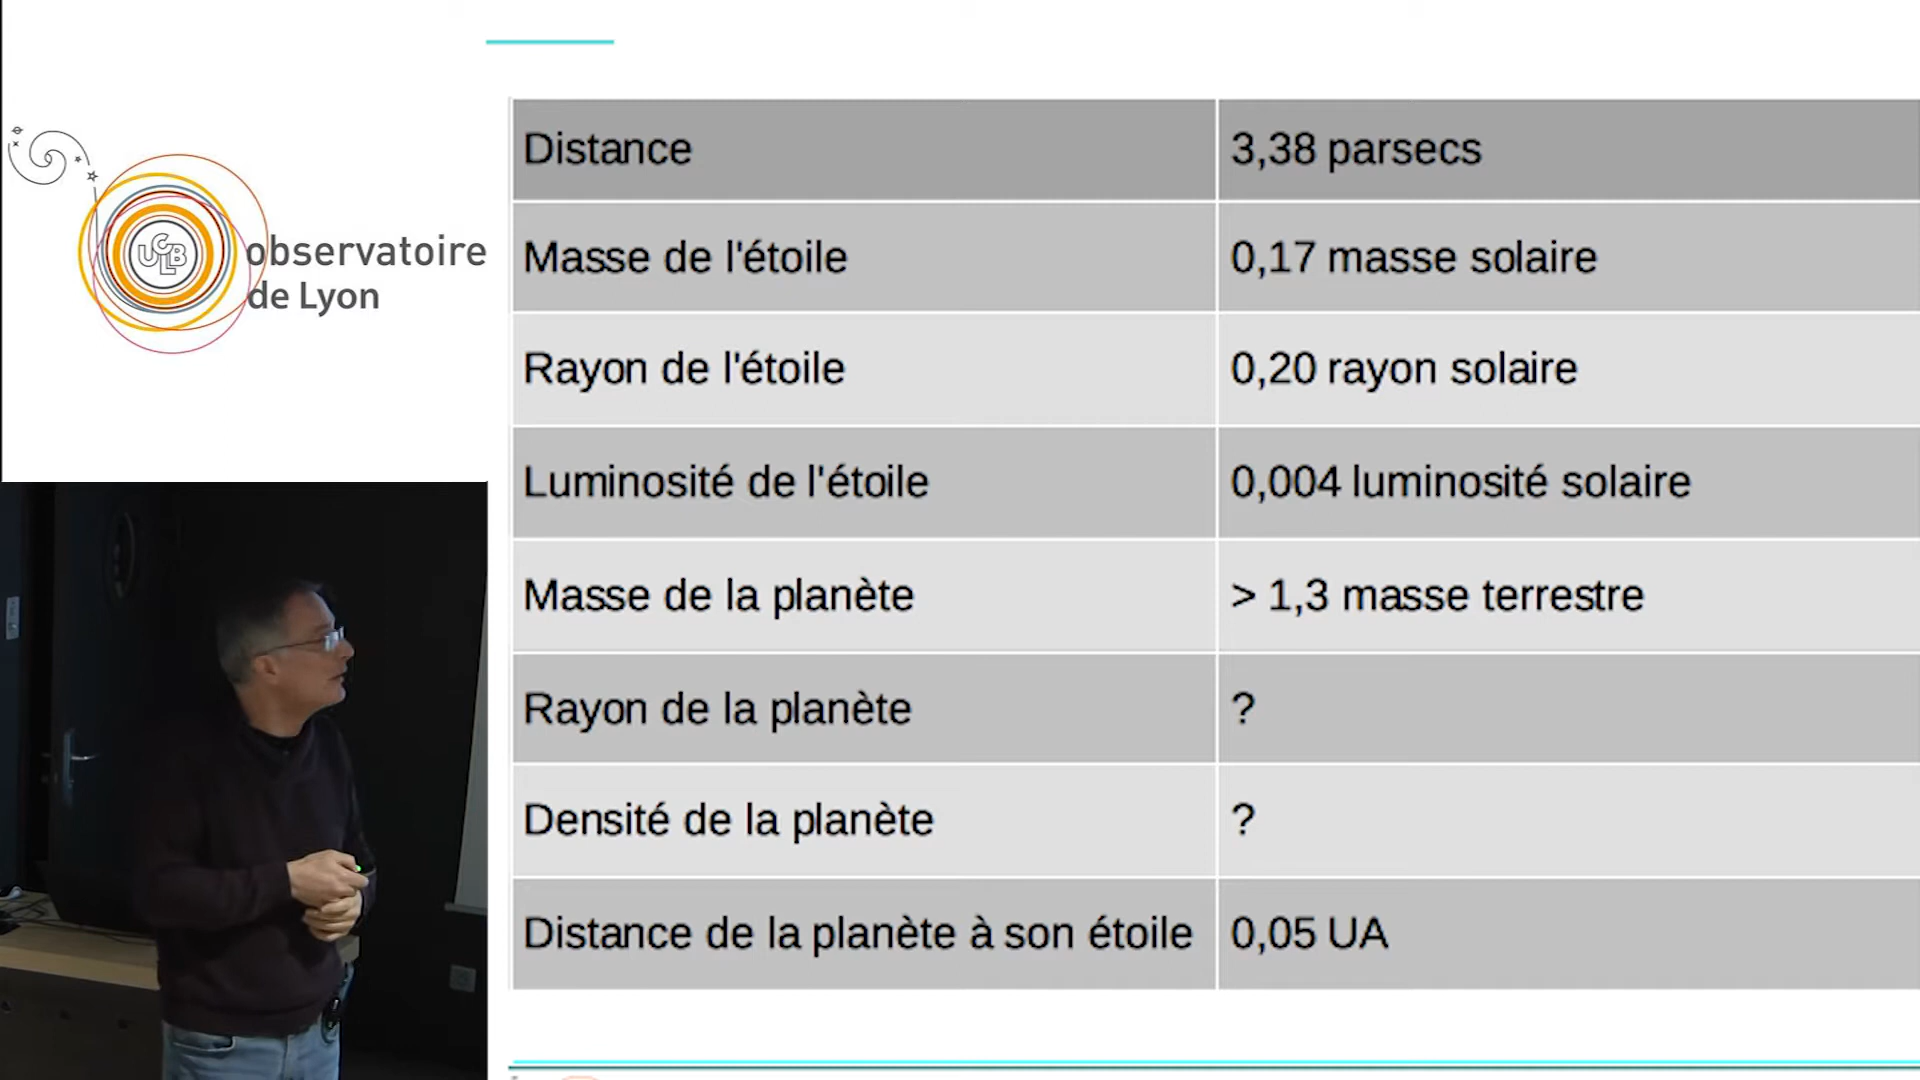 UCBL
observatoire
de Lyon
Distance
3,38 parsecs
Masse de l'étoile
0,17 masse solaire
Rayon de l'étoile
0,20 rayon solaire
Luminosité de l'étoile
0,004 luminosité solaire
Masse de la planète
> 1,3 masse terrestre
Rayon de la planète
?
Densité de la planète
?
Distance de la planète à son étoile
0,05 UA